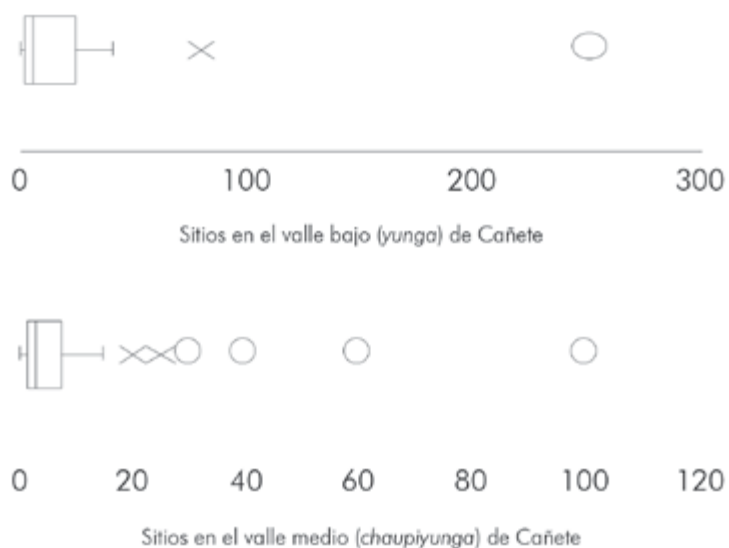 0 100 200 300
Sitios en el valle bajo (yunga) de Cañete
0 20 40 60 80 100 120
Sitios en el valle medio (chaupiyunga) de Cañete